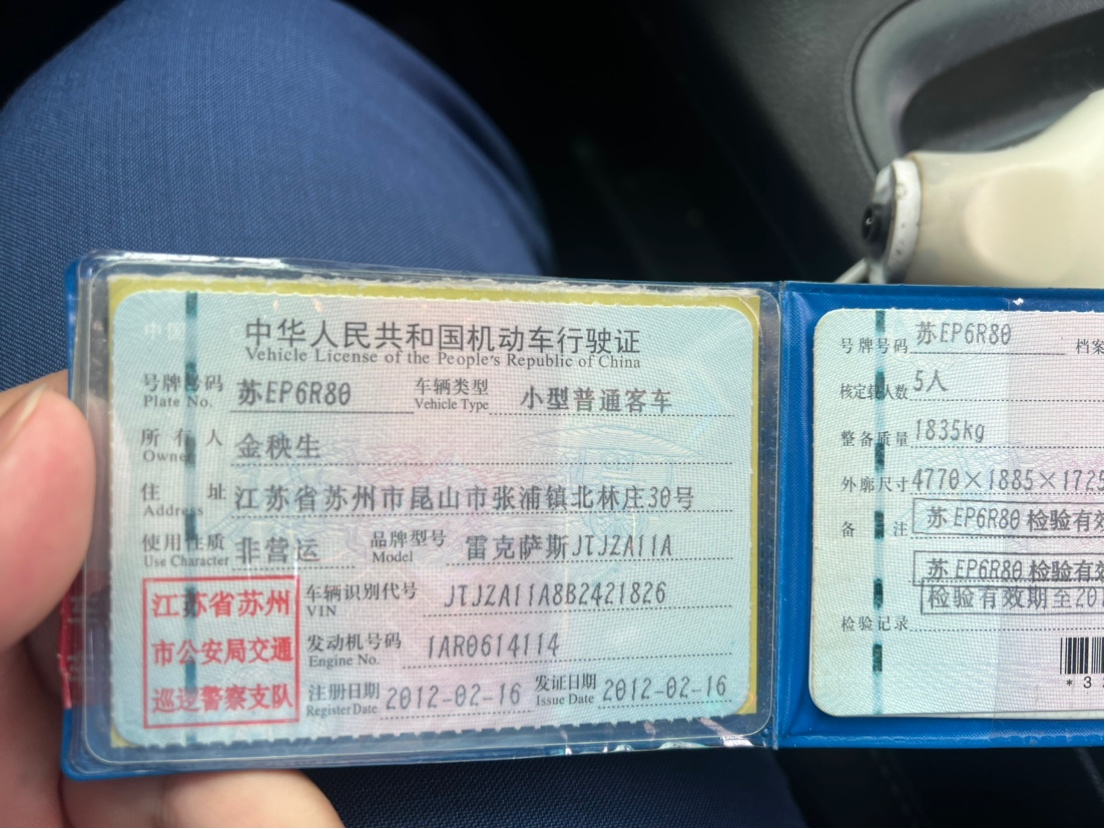 中华人民共和国机动车行驶证
Vehicle License of the People's Republic of China
号牌号码 苏EP6R80 车辆类型 小型普通客车
Plate No. Vehicle Type
所有人 金秧生
Owner
住址 江苏省苏州市昆山市张浦镇北林庄30号
Address
使用性质 非营运 品牌型号 雷克萨斯JTJZA11A
Use Character Model
江苏省苏州
市公安局交通
巡逻警察支队
车辆识别代号 JTJZA11A8B2421826
VIN
发动机号码 1AR0614114
Engine No.
注册日期 2012-02-16 发证日期 2012-02-16
Register Date Issue Date
号牌号码 苏EP6R80 档案
核定载人数 5人
整备质量 1835kg
外廓尺寸 4770×1885×1725
备注 苏EP6R80 检验有效
苏EP6R80 检验有效
检验有效期至201
检验记录
*3